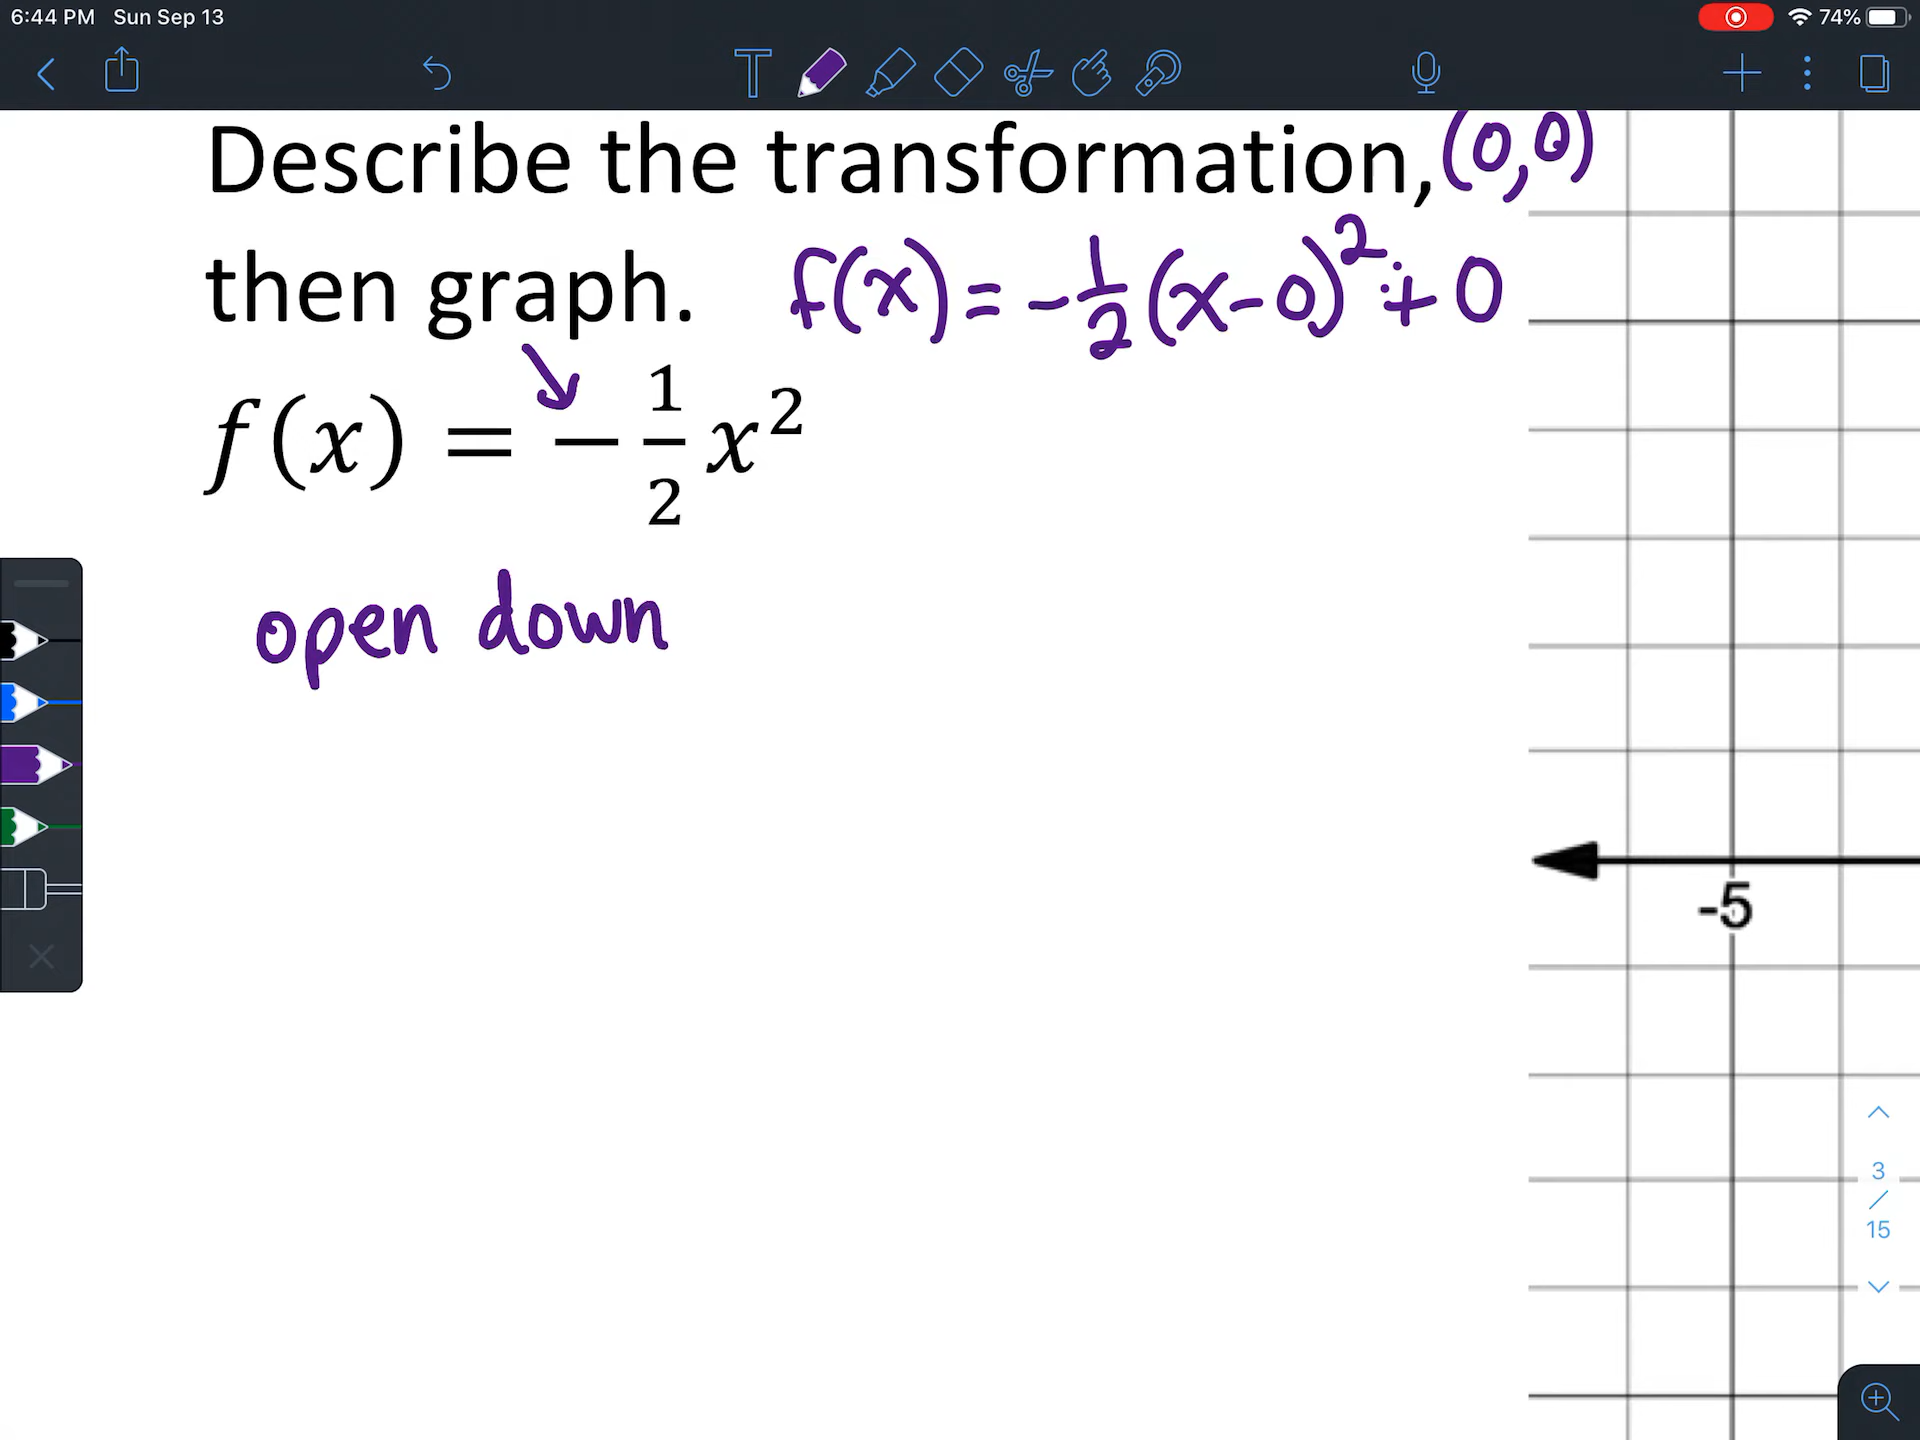 6:44 PM Sun Sep 13
74%
T
Describe the transformation, (0,0)
then graph. f(x) = -1/2 (x-0)² + 0
f(x) = −1/2 x²
open down
-5
3
/
15